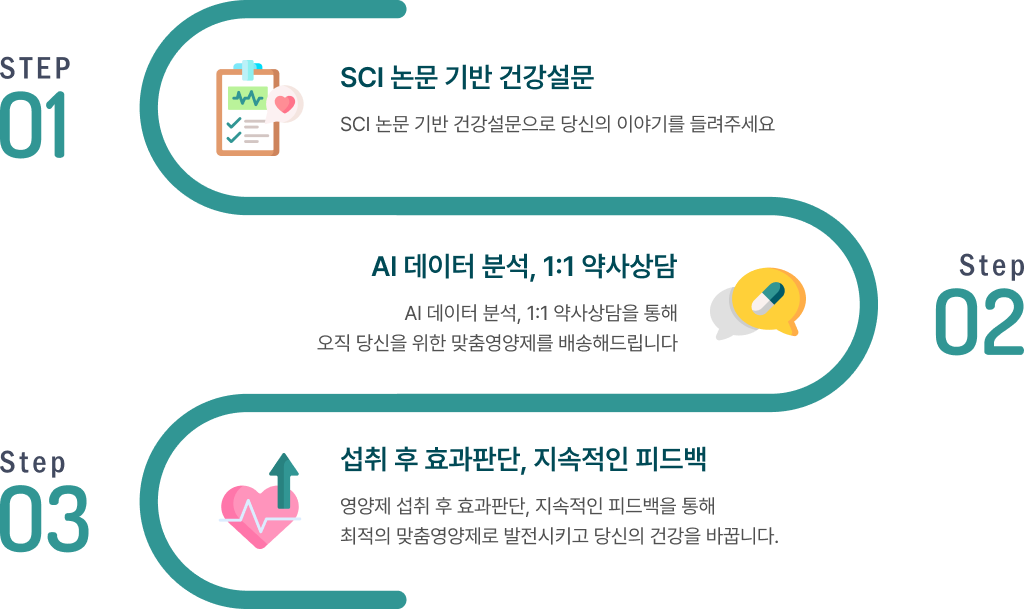 STEP
01
SCI 논문 기반 건강설문
SCI 논문 기반 건강설문으로 당신의 이야기를 들려주세요
Step
02
AI 데이터 분석, 1:1 약사상담
AI 데이터 분석, 1:1 약사상담을 통해
오직 당신을 위한 맞춤영양제를 배송해드립니다
Step
03
섭취 후 효과판단, 지속적인 피드백
영양제 섭취 후 효과판단, 지속적인 피드백을 통해
최적의 맞춤영양제로 발전시키고 당신의 건강을 바꿉니다.